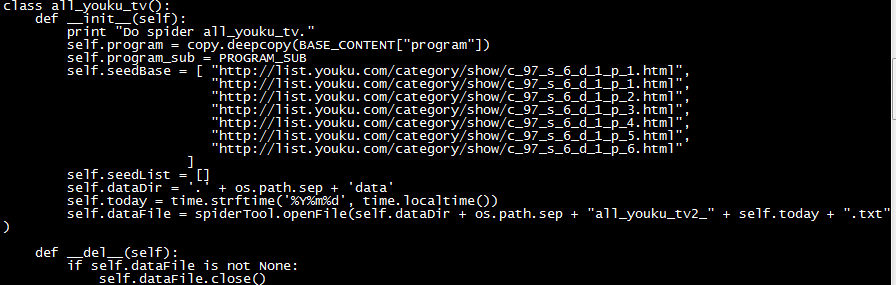 class all_youku_tv():
    def __init__(self):
        print "Do spider all_youku_tv."
        self.program = copy.deepcopy(BASE_CONTENT["program"])
        self.program_sub = PROGRAM_SUB
        self.seedBase = [ "http://list.youku.com/category/show/c_97_s_6_d_1_p_1.html",
                          "http://list.youku.com/category/show/c_97_s_6_d_1_p_1.html",
                          "http://list.youku.com/category/show/c_97_s_6_d_1_p_2.html",
                          "http://list.youku.com/category/show/c_97_s_6_d_1_p_3.html",
                          "http://list.youku.com/category/show/c_97_s_6_d_1_p_4.html",
                          "http://list.youku.com/category/show/c_97_s_6_d_1_p_5.html",
                          "http://list.youku.com/category/show/c_97_s_6_d_1_p_6.html"
                       ]
        self.seedList = []
        self.dataDir = '.' + os.path.sep + 'data'
        self.today = time.strftime('%Y%m%d', time.localtime())
        self.dataFile = spiderTool.openFile(self.dataDir + os.path.sep + "all_youku_tv2_" + self.today + ".txt"
)
    def __del__(self):
        if self.dataFile is not None:
            self.dataFile.close()